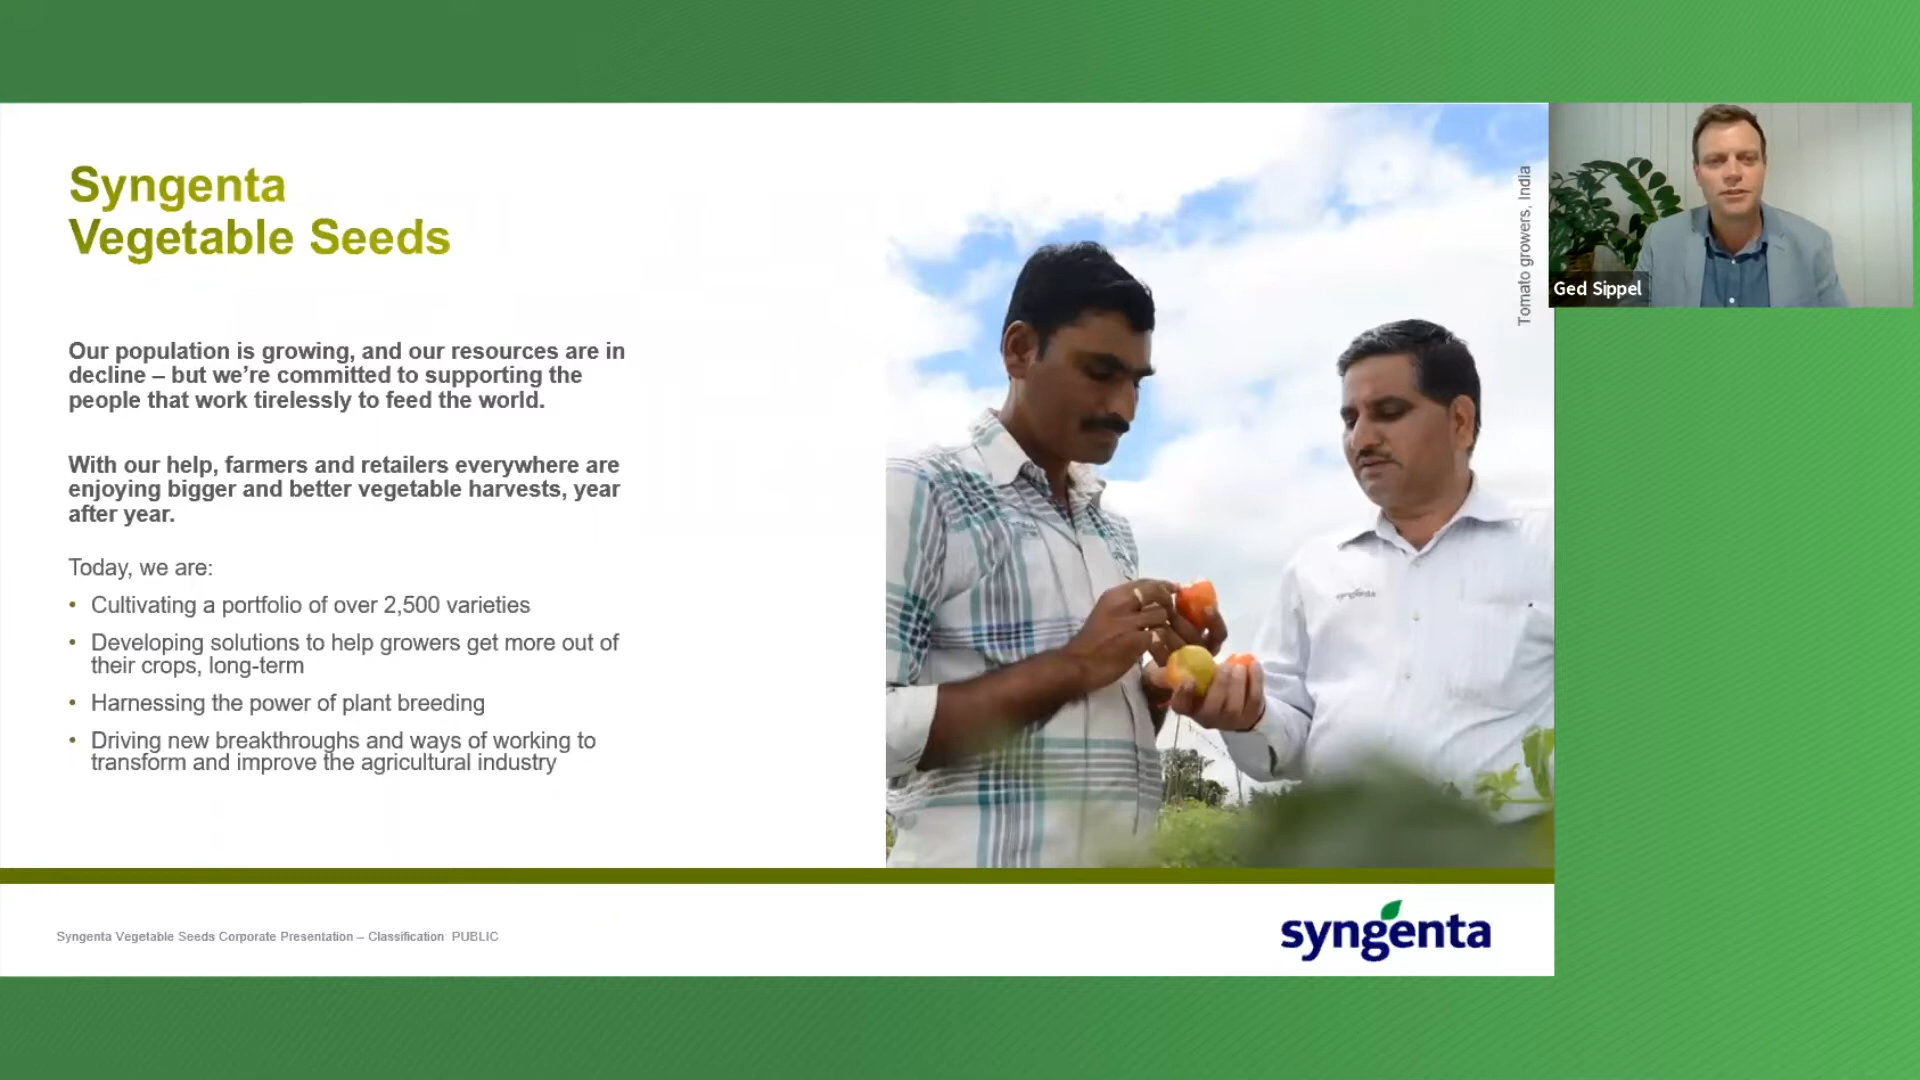 Syngenta
Vegetable Seeds
Our population is growing, and our resources are in
decline – but we’re committed to supporting the
people that work tirelessly to feed the world.
With our help, farmers and retailers everywhere are
enjoying bigger and better vegetable harvests, year
after year.
Today, we are:
• Cultivating a portfolio of over 2,500 varieties
• Developing solutions to help growers get more out of
their crops, long-term
• Harnessing the power of plant breeding
• Driving new breakthroughs and ways of working to
transform and improve the agricultural industry
Tomato growers, India
syngenta
Ged Sippel
Syngenta Vegetable Seeds Corporate Presentation – Classification PUBLIC
syngenta